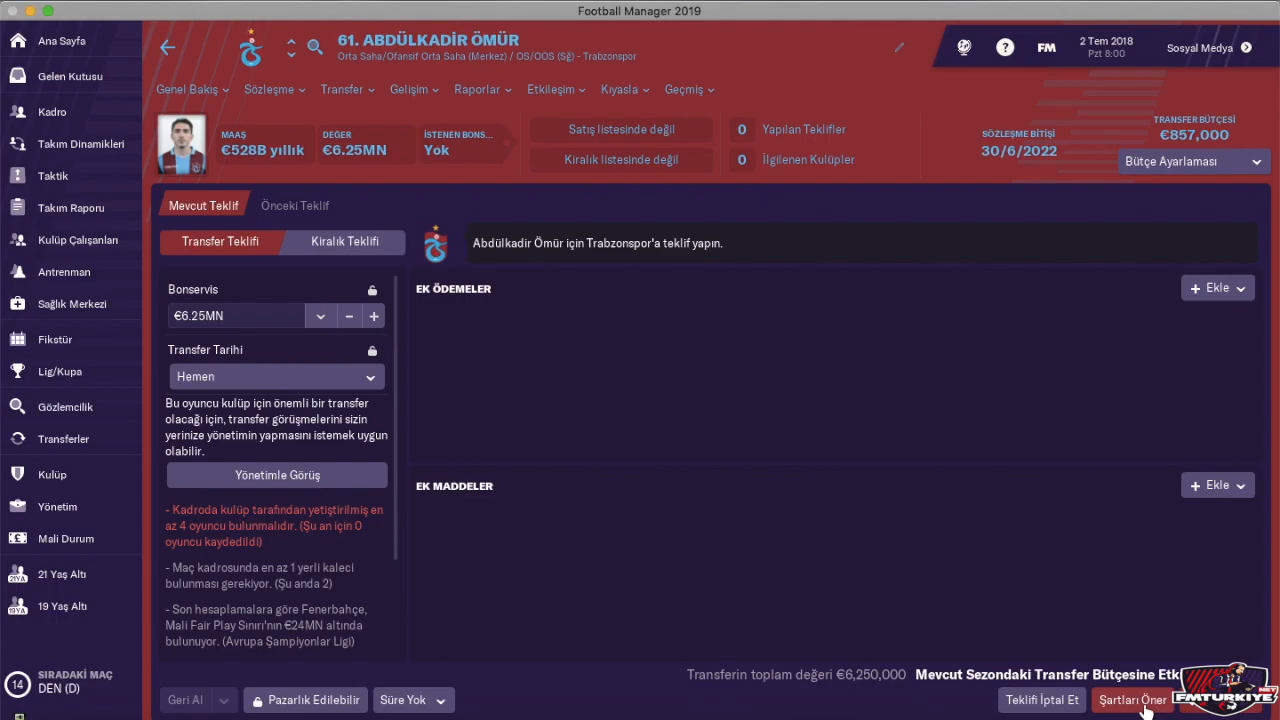 Football Manager 2019
Ana Sayfa
Gelen Kutusu
Kadro
Takım Dinamikleri
Taktik
Takım Raporu
Kulüp Çalışanları
Antrenman
Sağlık Merkezi
Fikstür
Lig/Kupa
Gözlemcilik
Transferler
Kulüp
Yönetim
Mali Durum
21YA
21 Yaş Altı
19YA
19 Yaş Altı
14
SIRADAKİ MAÇ
DEN (D)
61. ABDÜLKADİR ÖMÜR
Orta Saha/Ofansif Orta Saha (Merkez) / OS/OOS (Sğ) - Trabzonspor
?
FM
2 Tem 2018
Pzt 8:00
Sosyal Medya
Genel Bakış
Sözleşme
Transfer
Gelişim
Raporlar
Etkileşim
Kıyasla
Geçmiş
MAAŞ
€528B yıllık
DEĞER
€6.25MN
İSTENEN BONS...
Yok
Satış listesinde değil
Kiralık listesinde değil
0 Yapılan Teklifler
0 İlgilenen Kulüpler
SÖZLEŞME BİTİŞİ
30/6/2022
TRANSFER BÜTÇESİ
€857,000
Bütçe Ayarlaması
Mevcut Teklif
Önceki Teklif
Transfer Teklifi
Kiralık Teklifi
Abdülkadir Ömür için Trabzonspor'a teklif yapın.
Bonservis
€6.25MN
Transfer Tarihi
Hemen
Bu oyuncu kulüp için önemli bir transfer
olacağı için, transfer görüşmelerini sizin
yerinize yönetimin yapmasını istemek uygun
olabilir.
Yönetimle Görüş
- Kadroda kulüp tarafından yetiştirilmiş en
az 4 oyuncu bulunmalıdır. (Şu an için 0
oyuncu kaydedildi)
- Maç kadrosunda en az 1 yerli kaleci
bulunması gerekiyor. (Şu anda 2)
- Son hesaplamalara göre Fenerbahçe,
Mali Fair Play Sınırı'nın €24MN altında
bulunuyor. (Avrupa Şampiyonlar Ligi)
EK ÖDEMELER
+ Ekle
EK MADDELER
+ Ekle
Transferin toplam değeri €6,250,000
Mevcut Sezondaki Transfer Bütçesine Etk
Geri Al
Pazarlık Edilebilir
Süre Yok
Teklifi İptal Et
Şartları Öner
FMTURKIYE.NET